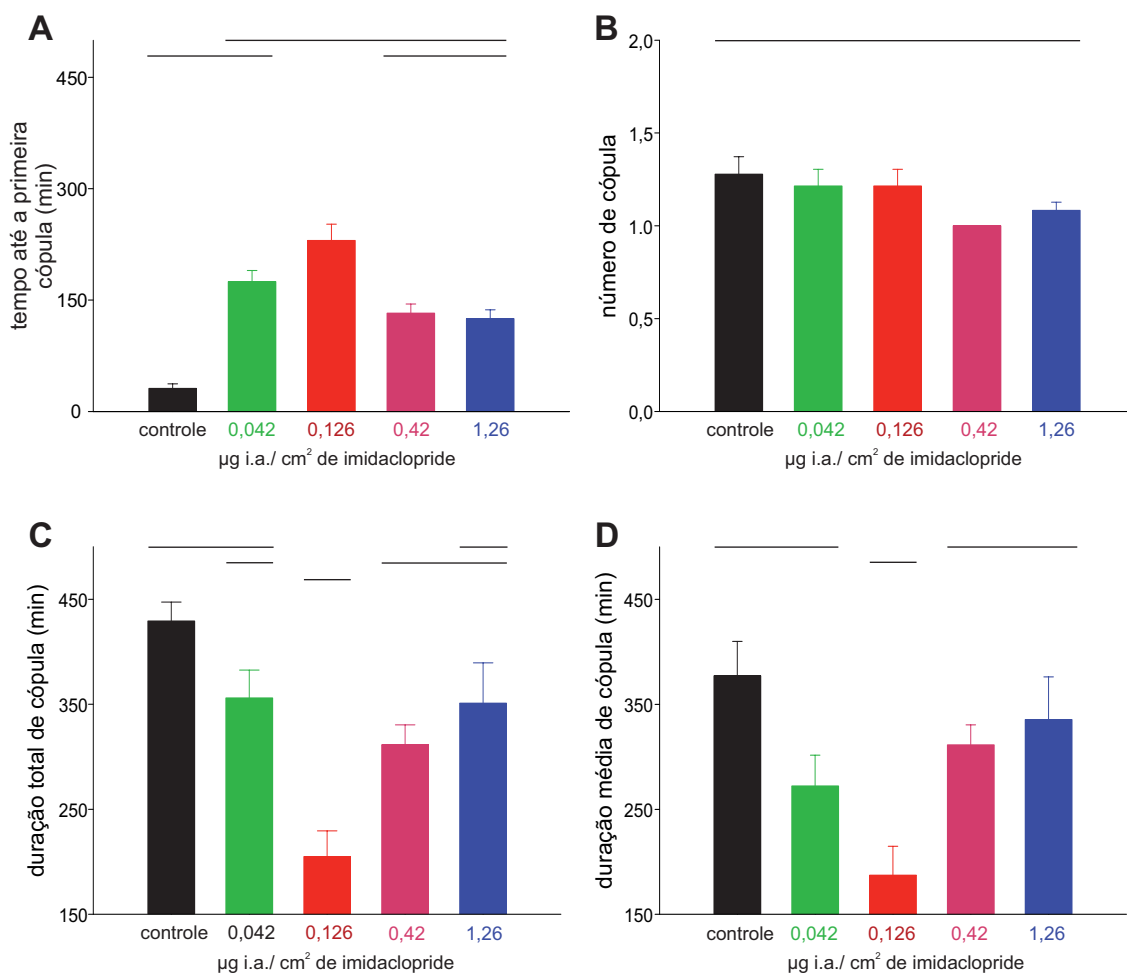 A
tempo até a primeira
cópula (min)
450
300
150
0
controle 0,042 0,126 0,42 1,26
µg i.a./ cm² de imidaclopride
B
número de cópula
2,0
1,5
1,0
0,5
0,0
controle 0,042 0,126 0,42 1,26
µg i.a./ cm² de imidaclopride
C
duração total de cópula (min)
450
350
250
150
controle 0,042 0,126 0,42 1,26
µg i.a./ cm² de imidaclopride
D
duração média de cópula (min)
450
350
250
150
controle 0,042 0,126 0,42 1,26
µg i.a./ cm² de imidaclopride